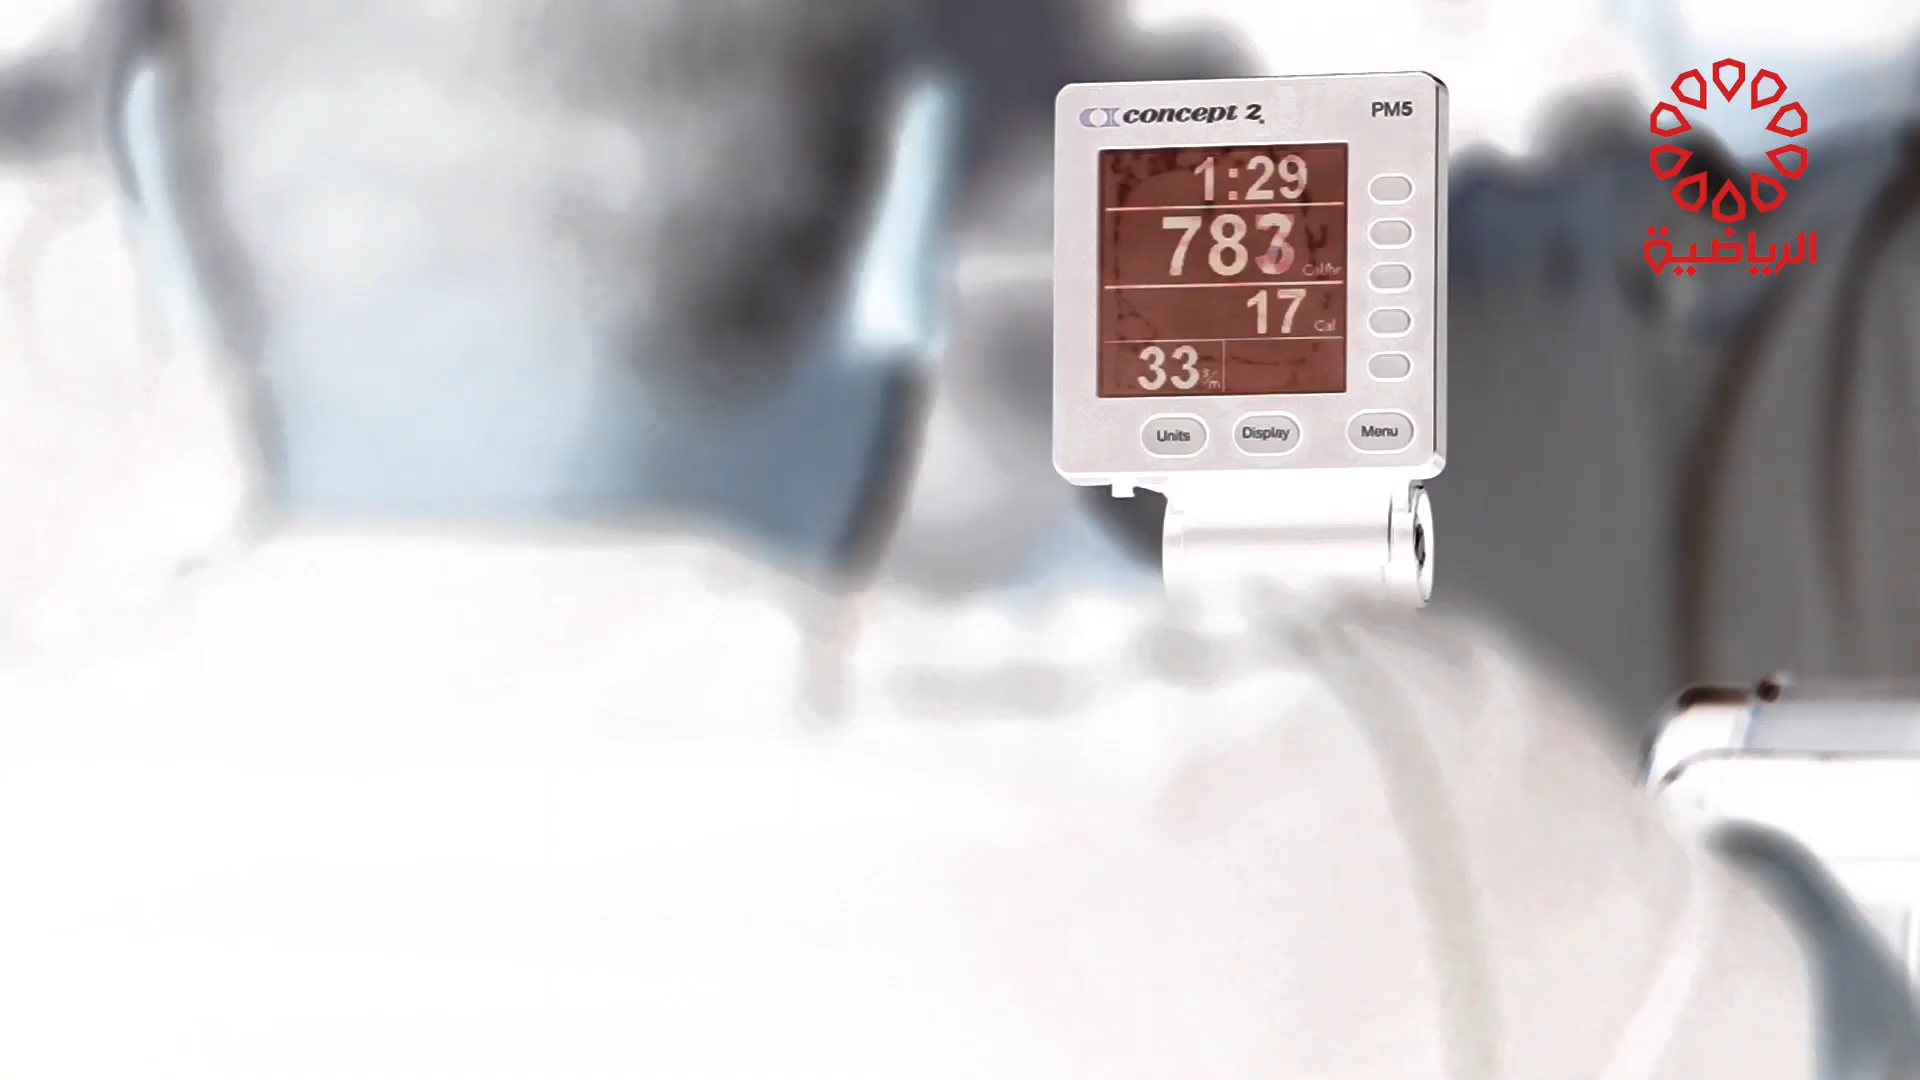 concept 2
PM5
1:29
783
Cal/hr
17 Cal
33 s/m
Units
Display
Menu
الرياضية